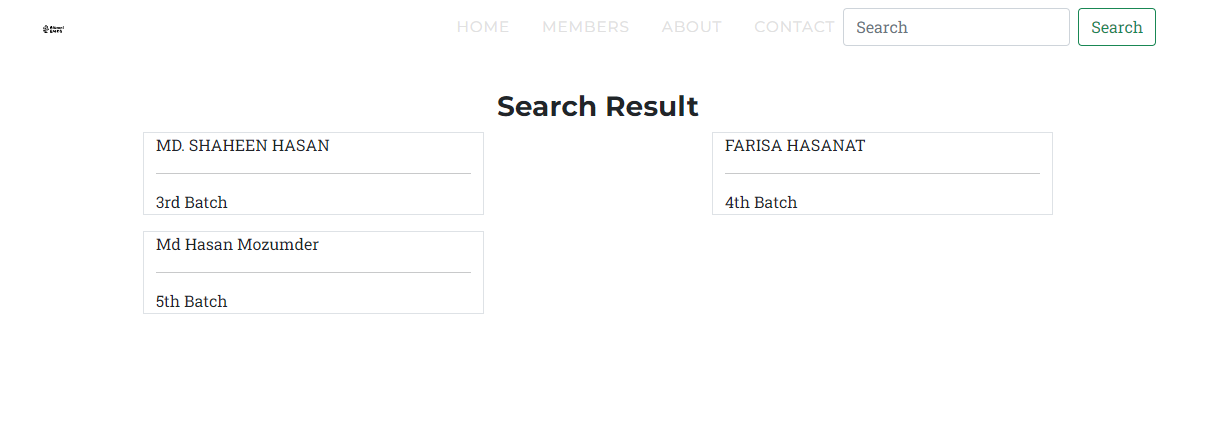 HOME MEMBERS ABOUT CONTACT Search Search
Search Result
MD. SHAHEEN HASAN
3rd Batch
FARISA HASANAT
4th Batch
Md Hasan Mozumder
5th Batch